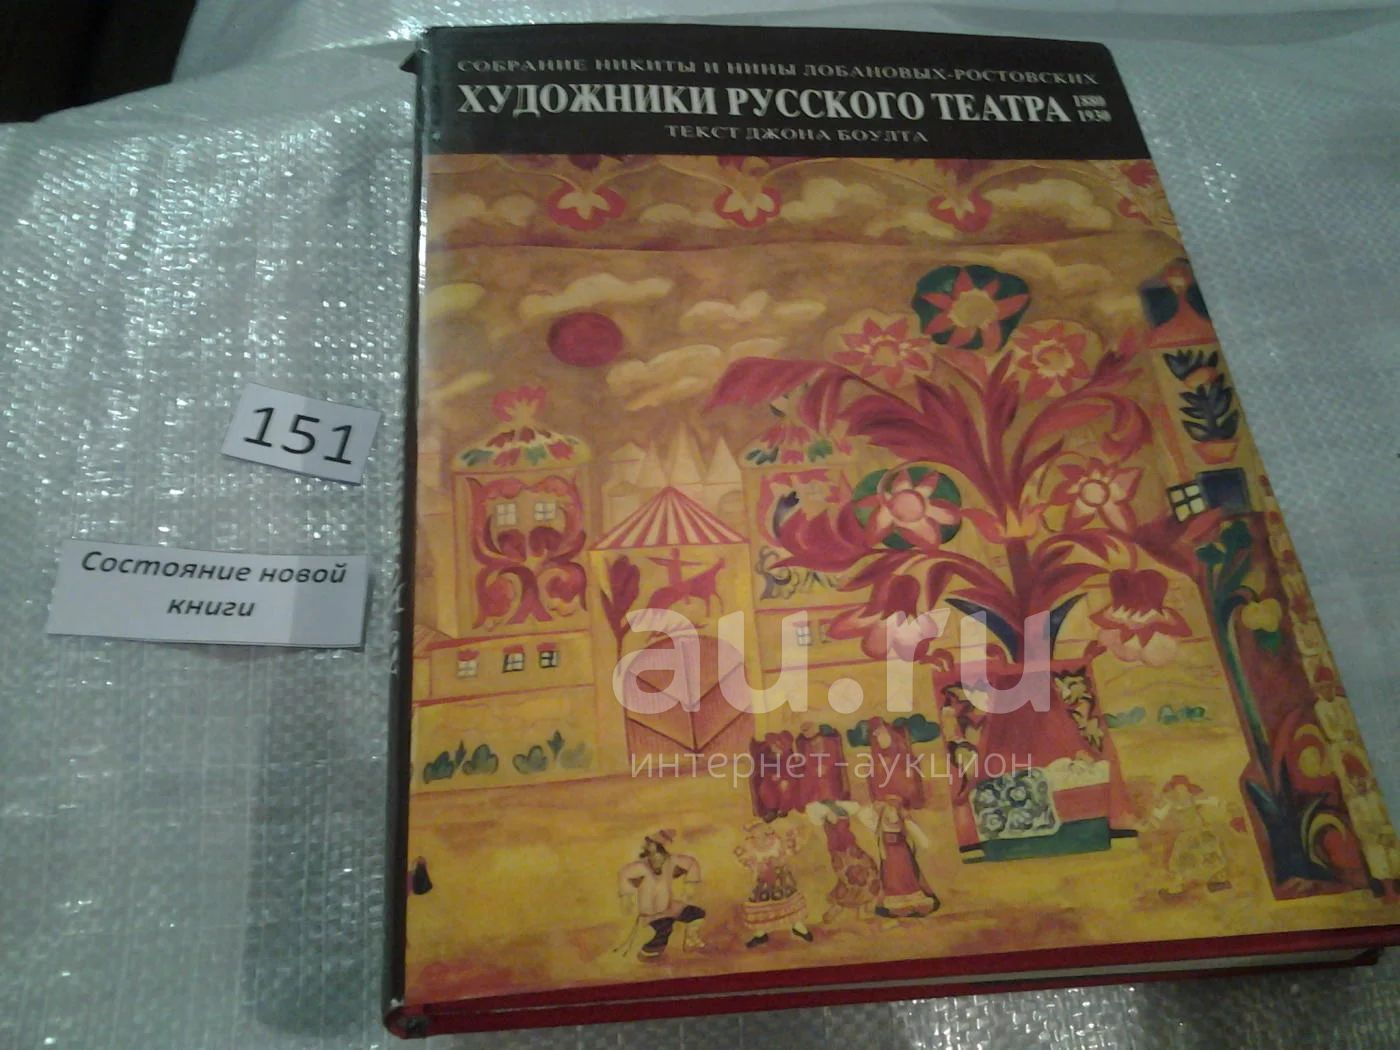 СОБРАНИЕ НИКИТЫ И НИНЫ ЛОБАНОВЫХ-РОСТОВСКИХ
ХУДОЖНИКИ РУССКОГО ТЕАТРА 1880 1930
ТЕКСТ ДЖОНА БОУЛТА
151
Состояние новой
книги
au.ru
интернет-аукцион